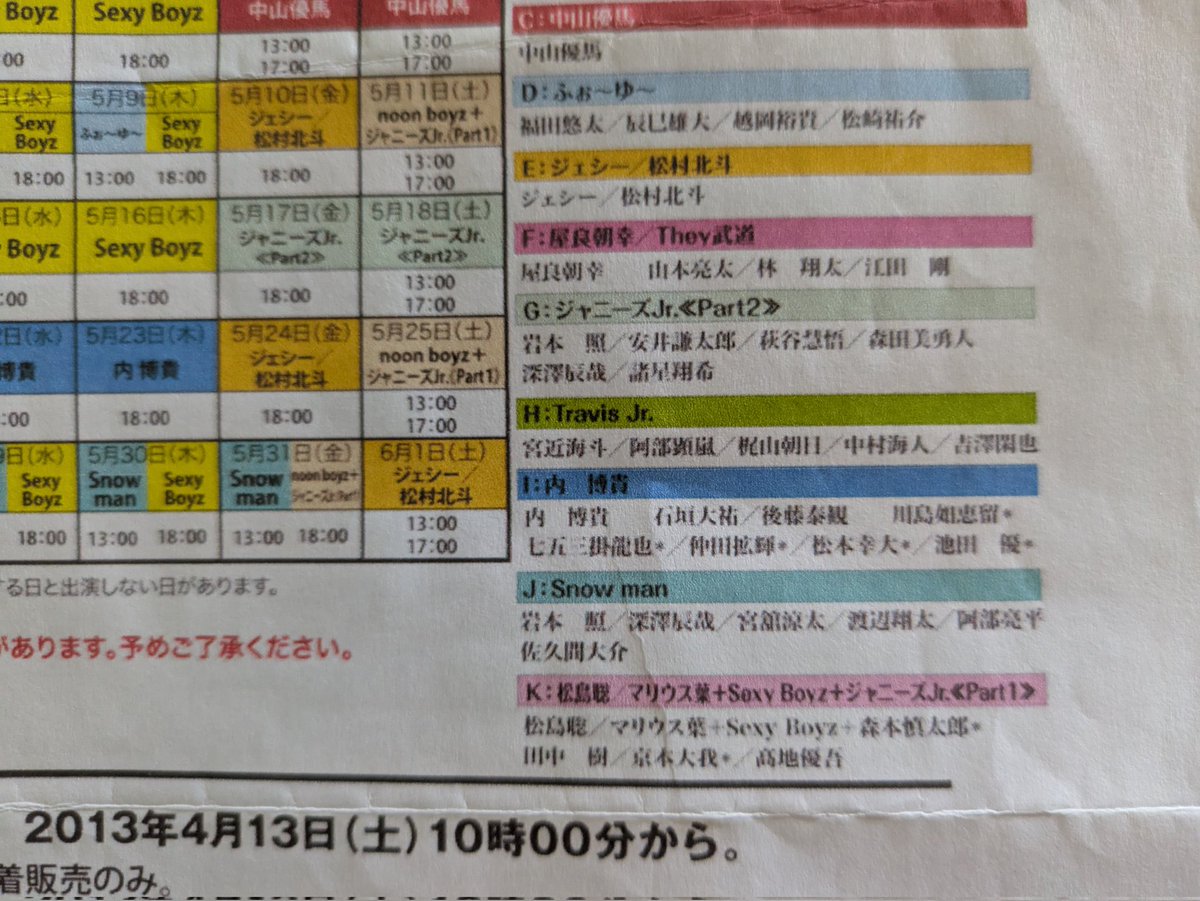 Boyz
Sexy Boyz
中山優馬
中山優馬
:00
18:00
13:00
17:00
13:00
17:00
(水)
5月9日(木)
5月10日(金)
5月11日(土)
Sexy
Boyz
ふぉ〜ゆ〜
Sexy
Boyz
ジェシー/
松村北斗
noon boyz+
ジャニーズJr.(Part1)
18:00
13:00 18:00
18:00
13:00
17:00
(水)
5月16日(木)
5月17日(金)
5月18日(土)
y Boyz
Sexy Boyz
ジャニーズJr.
≪Part2≫
ジャニーズJr.
≪Part2≫
:00
18:00
18:00
13:00
17:00
(水)
5月23日(木)
5月24日(金)
5月25日(土)
博貴
内 博貴
ジェシー/
松村北斗
noon boyz+
ジャニーズJr.(Part1)
:00
18:00
18:00
13:00
17:00
(水)
5月30日(木)
5月31日(金)
6月1日(土)
Sexy
Boyz
Snow
man
Sexy
Boyz
Snow
man
noon boyz+
ジャニーズJr.(Part1)
ジェシー/
松村北斗
18:00
13:00 18:00
13:00 18:00
13:00
17:00
する日と出演しない日があります。
があります。予めご了承ください。
C:中山優馬
中山優馬
D:ふぉ〜ゆ〜
福田悠太/辰巳雄大/越岡裕貴/松崎祐介
E:ジェシー/松村北斗
ジェシー/松村北斗
F:屋良朝幸/They武道
屋良朝幸 山本亮太/林 翔太/江田 剛
G:ジャニーズJr.≪Part2≫
岩本 照/安井謙太郎/萩谷慧悟/森田美勇人
深澤辰哉/諸星翔希
H:Travis Jr.
宮近海斗/阿部顕嵐/梶山朝日/中村海人/吉澤閑也
I:内 博貴
内 博貴 石垣大祐/後藤泰観 川島如恵留*
七五三掛龍也*/仲田拡輝*/松本幸大*/池田 優*
J:Snow man
岩本 照/深澤辰哉/宮舘涼太/渡辺翔太/阿部亮平
佐久間大介
K:松島聡/マリウス葉+Sexy Boyz+ジャニーズJr.≪Part1≫
松島聡/マリウス葉+Sexy Boyz+森本慎太郎*
田中 樹/京本大我*/髙地優吾
2013年4月13日(土)10時00分から。
着販売のみ。